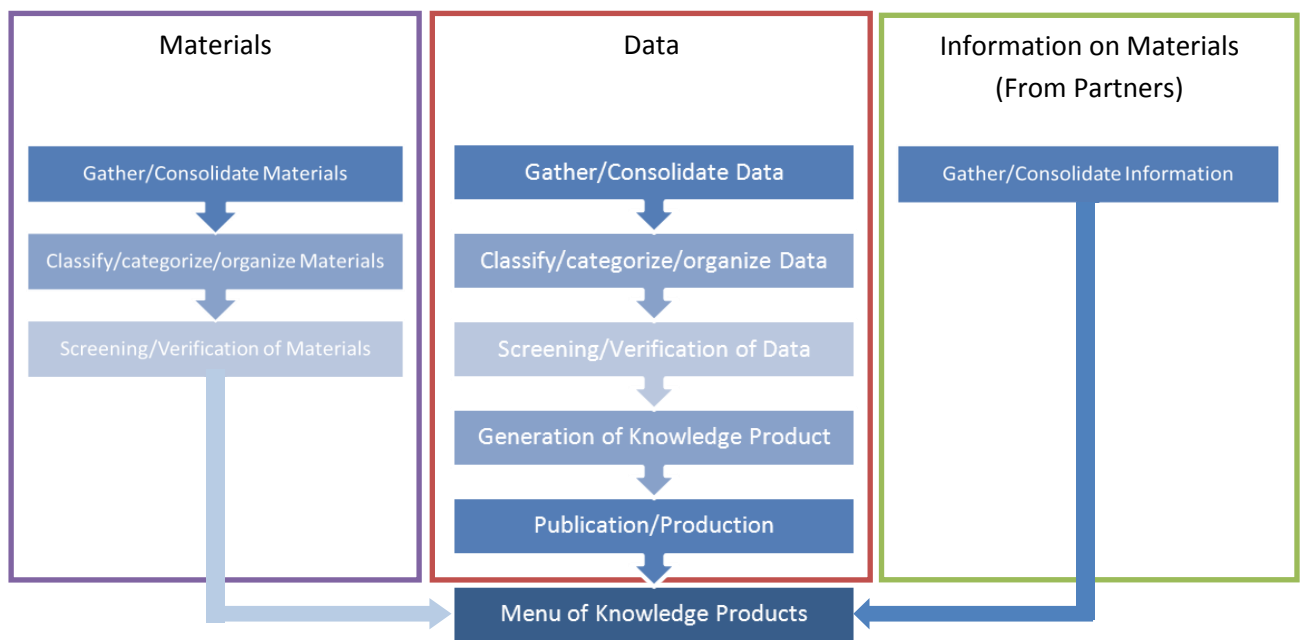 Materials
Gather/Consolidate Materials
Classify/categorize/organize Materials
Screening/Verification of Materials
Data
Gather/Consolidate Data
Classify/categorize/organize Data
Screening/Verification of Data
Generation of Knowledge Product
Publication/Production
Menu of Knowledge Products
Information on Materials
(From Partners)
Gather/Consolidate Information